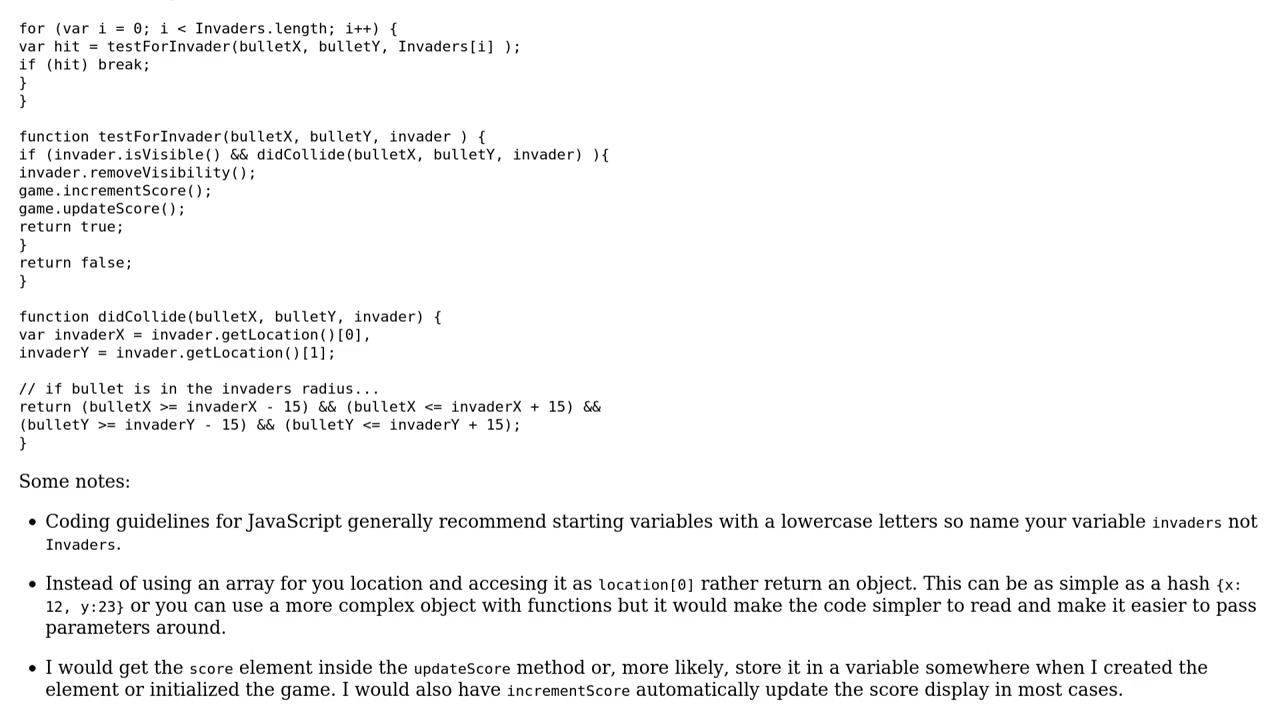 for (var i = 0; i < Invaders.length; i++) {
var hit = testForInvader(bulletX, bulletY, Invaders[i] );
if (hit) break;
}
}
function testForInvader(bulletX, bulletY, invader ) {
if (invader.isVisible() && didCollide(bulletX, bulletY, invader) ){
invader.removeVisibility();
game.incrementScore();
game.updateScore();
return true;
}
return false;
}
function didCollide(bulletX, bulletY, invader) {
var invaderX = invader.getLocation()[0],
invaderY = invader.getLocation()[1];
// if bullet is in the invaders radius...
return (bulletX >= invaderX - 15) && (bulletX <= invaderX + 15) &&
(bulletY >= invaderY - 15) && (bulletY <= invaderY + 15);
}
Some notes:
• Coding guidelines for JavaScript generally recommend starting variables with a lowercase letters so name your variable invaders not
Invaders.
• Instead of using an array for you location and accesing it as location[0] rather return an object. This can be as simple as a hash {x:
12, y:23} or you can use a more complex object with functions but it would make the code simpler to read and make it easier to pass
parameters around.
• I would get the score element inside the updateScore method or, more likely, store it in a variable somewhere when I created the
element or initialized the game. I would also have incrementScore automatically update the score display in most cases.